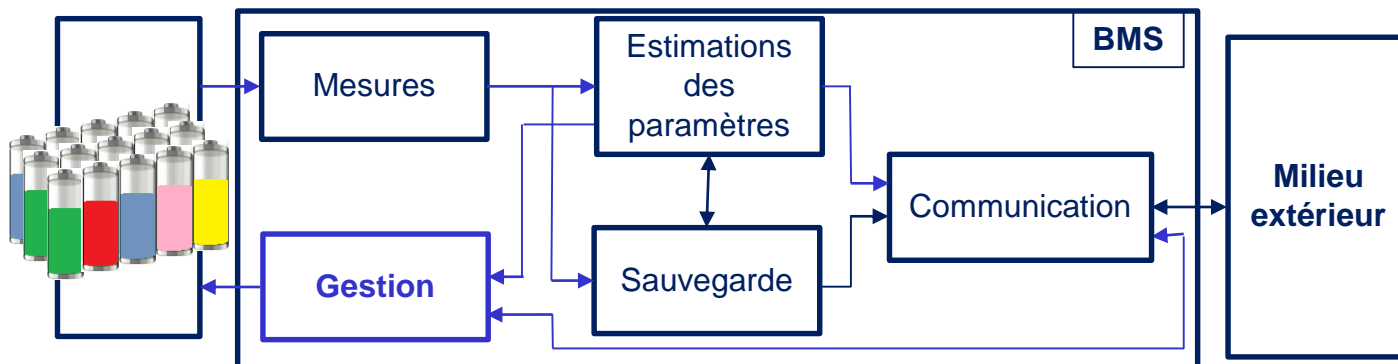 BMS
Mesures
Estimations
des
paramètres
Communication
Milieu
extérieur
Gestion
Sauvegarde